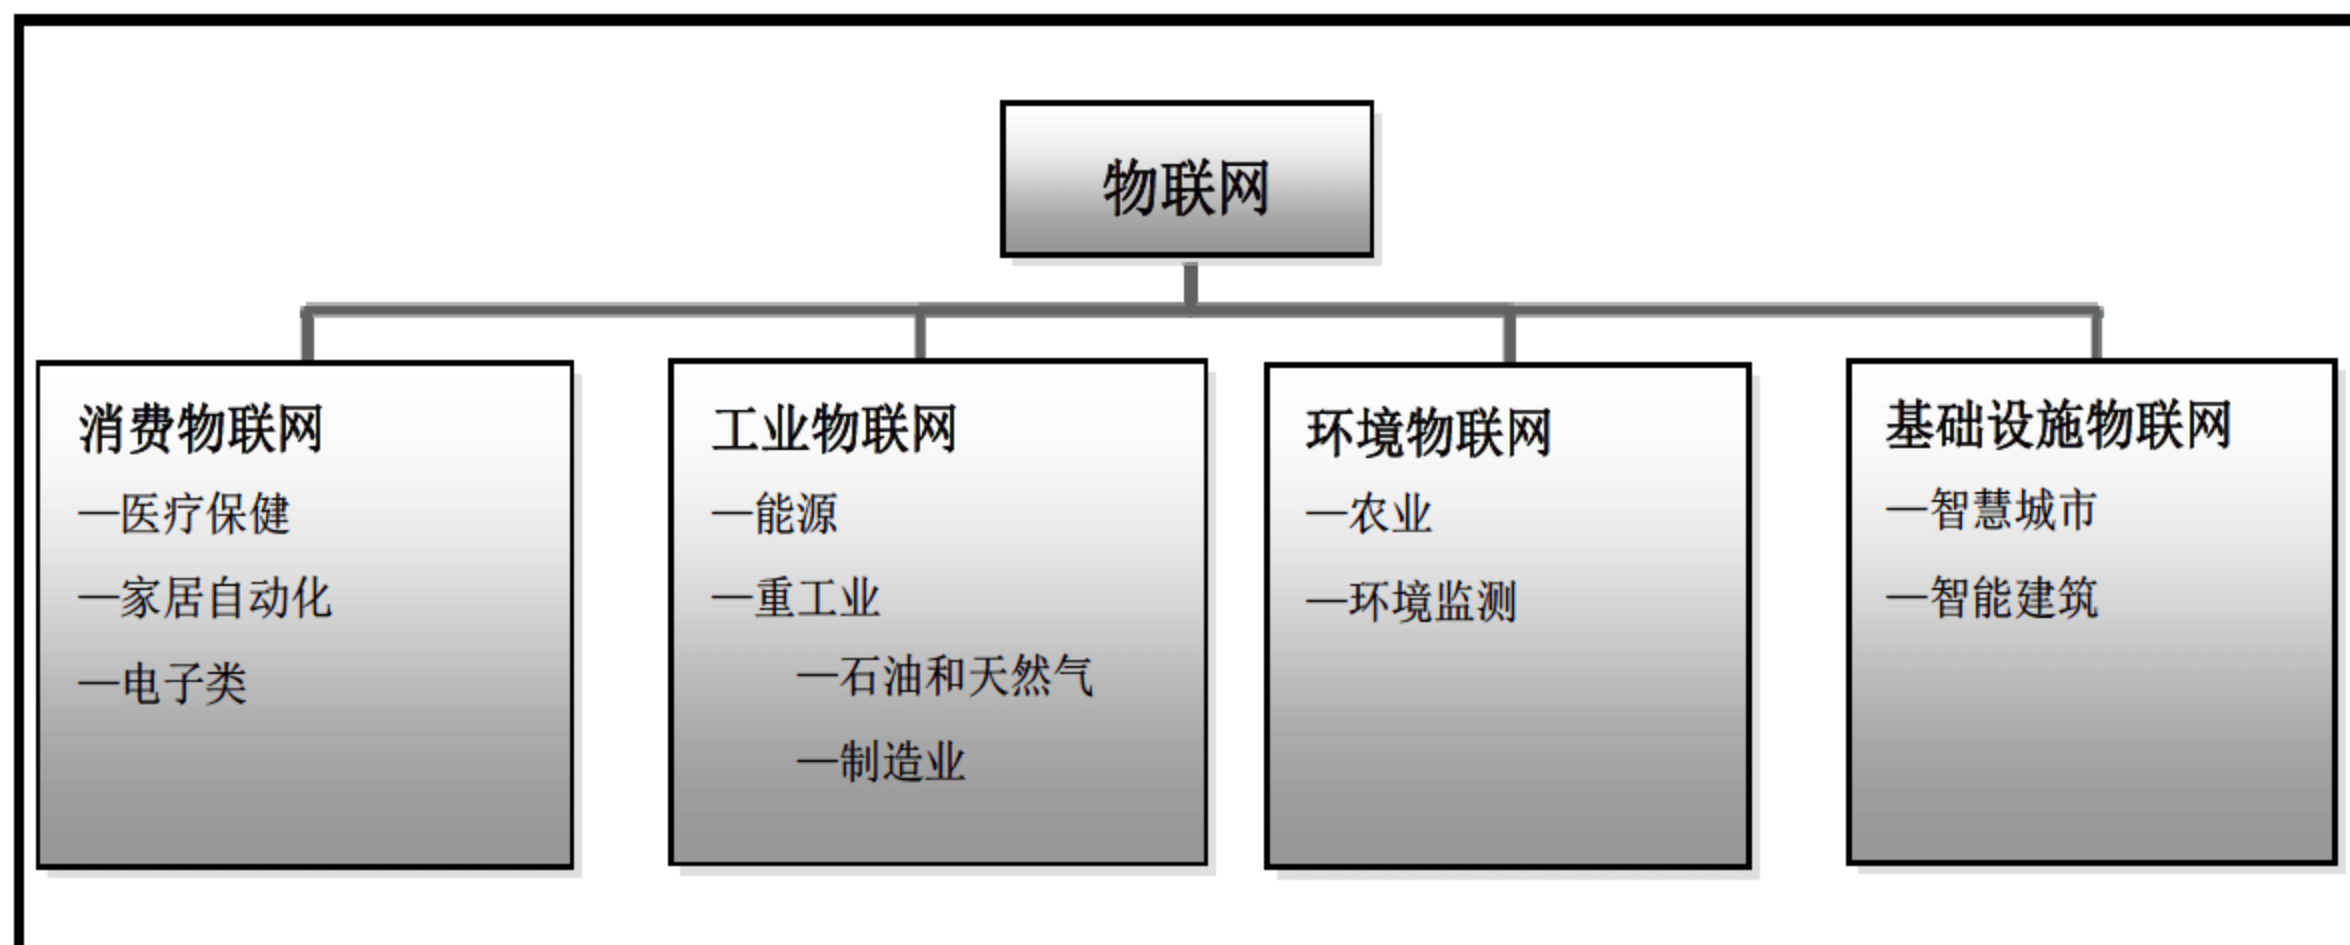 物联网
消费物联网
—医疗保健
—家居自动化
—电子类
工业物联网
—能源
—重工业
—石油和天然气
—制造业
环境物联网
—农业
—环境监测
基础设施物联网
—智慧城市
—智能建筑